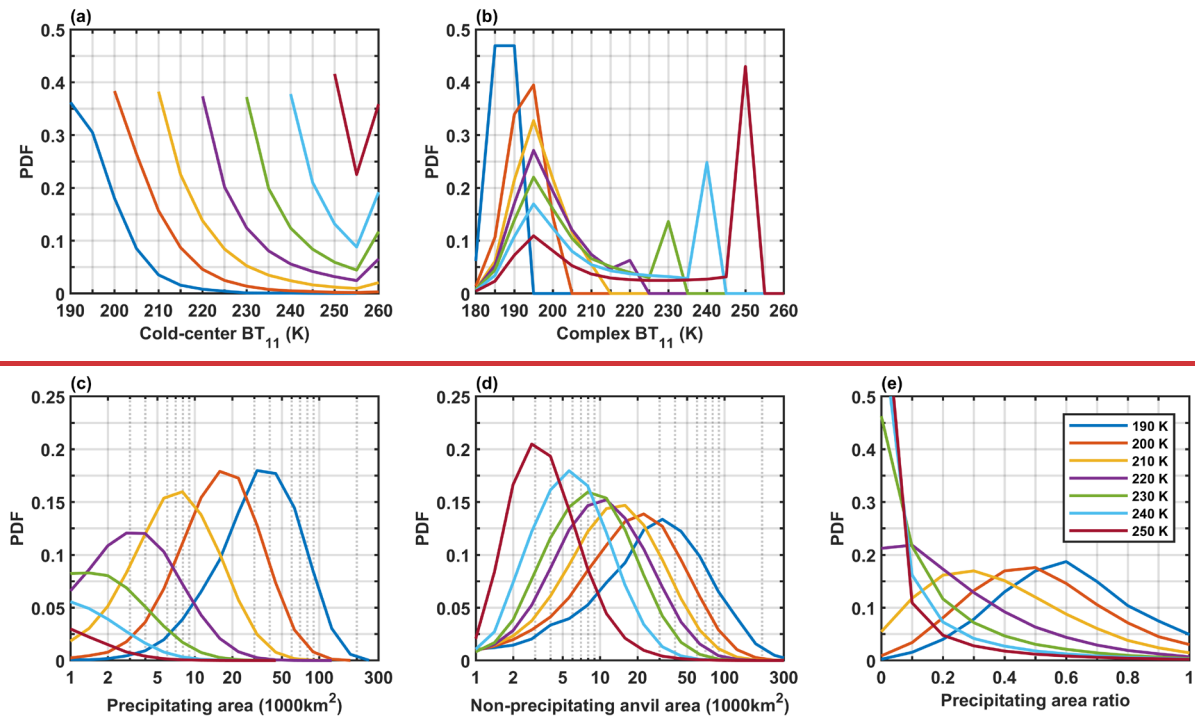 (a)
0.5
0.4
0.3
0.2
0.1
0
PDF
190 200 210 220 230 240 250 260
Cold-center BT11 (K)
(b)
0.5
0.4
0.3
0.2
0.1
0
PDF
180 190 200 210 220 230 240 250 260
Complex BT11 (K)
(c)
0.25
0.2
0.15
0.1
0.05
0
PDF
1 2 5 10 20 50 100 300
Precipitating area (1000km2)
(d)
0.25
0.2
0.15
0.1
0.05
0
PDF
1 2 5 10 20 50 100 300
Non-precipitating anvil area (1000km2)
(e)
0.5
0.4
0.3
0.2
0.1
0
PDF
190 K
200 K
210 K
220 K
230 K
240 K
250 K
0 0.2 0.4 0.6 0.8 1
Precipitating area ratio